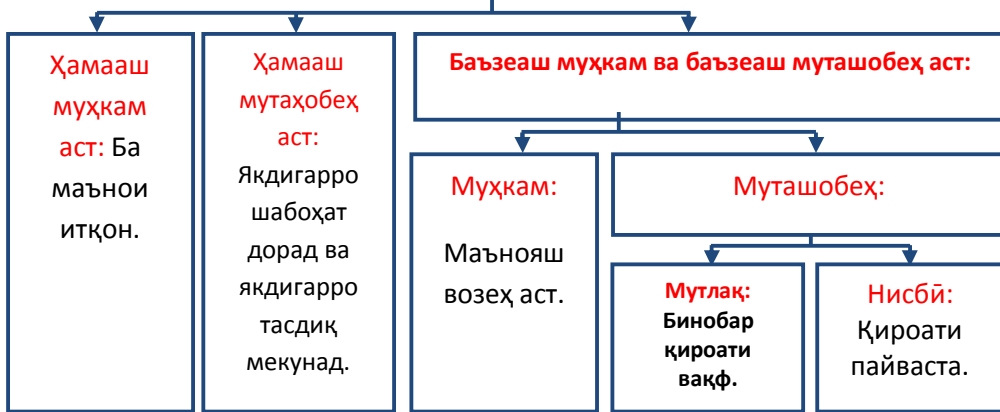 Ҳамааш
муҳкам
аст: Ба
маънои
итқон.
Ҳамааш
мутаҳобеҳ
аст:
Якдигарро
шабоҳат
дорад ва
якдигарро
тасдиқ
мекунад.
Баъзеаш муҳкам ва баъзеаш муташобеҳ аст:
Муҳкам:
Маънояш
возеҳ аст.
Муташобеҳ:
Мутлақ:
Бинобар
қироати
вақф.
Нисбӣ:
Қироати
пайваста.